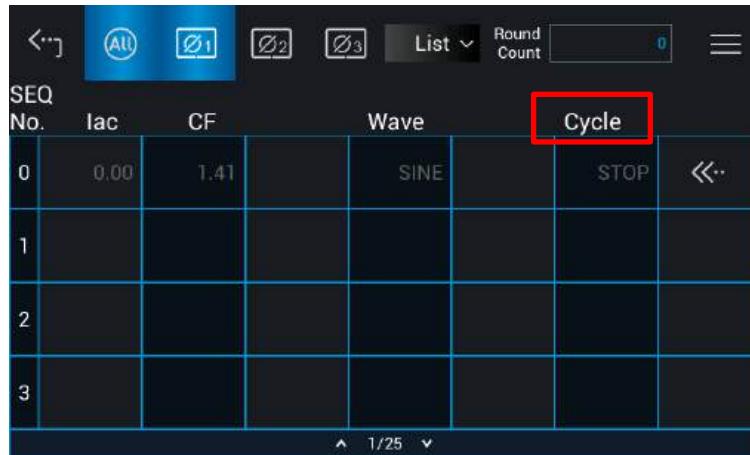 All Ø1 Ø2 Ø3 List Round Count 0
SEQ No. Iac CF Wave Cycle
0 0.00 1.41 SINE STOP
1
2
3
1/25